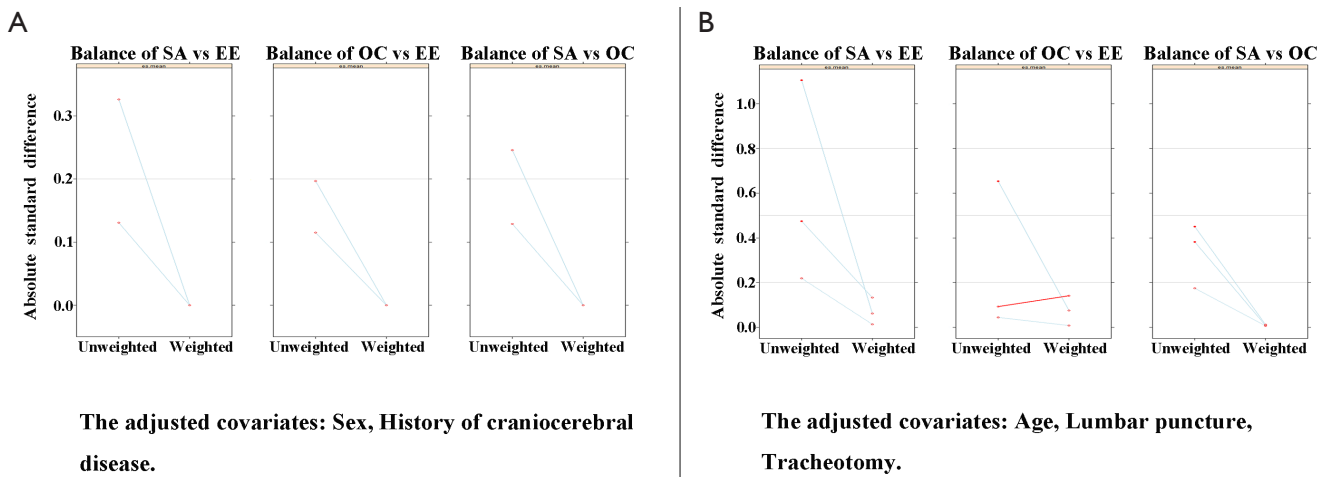 A
Balance of SA vs EE
Balance of OC vs EE
Balance of SA vs OC
es.mean
es.mean
es.mean
Absolute standard difference
0.3
0.2
0.1
0.0
Unweighted Weighted
Unweighted Weighted
Unweighted Weighted
The adjusted covariates: Sex, History of craniocerebral
disease.
B
Balance of SA vs EE
Balance of OC vs EE
Balance of SA vs OC
es.mean
es.mean
es.mean
Absolute standard difference
1.0
0.8
0.6
0.4
0.2
0.0
Unweighted Weighted
Unweighted Weighted
Unweighted Weighted
The adjusted covariates: Age, Lumbar puncture,
Tracheotomy.